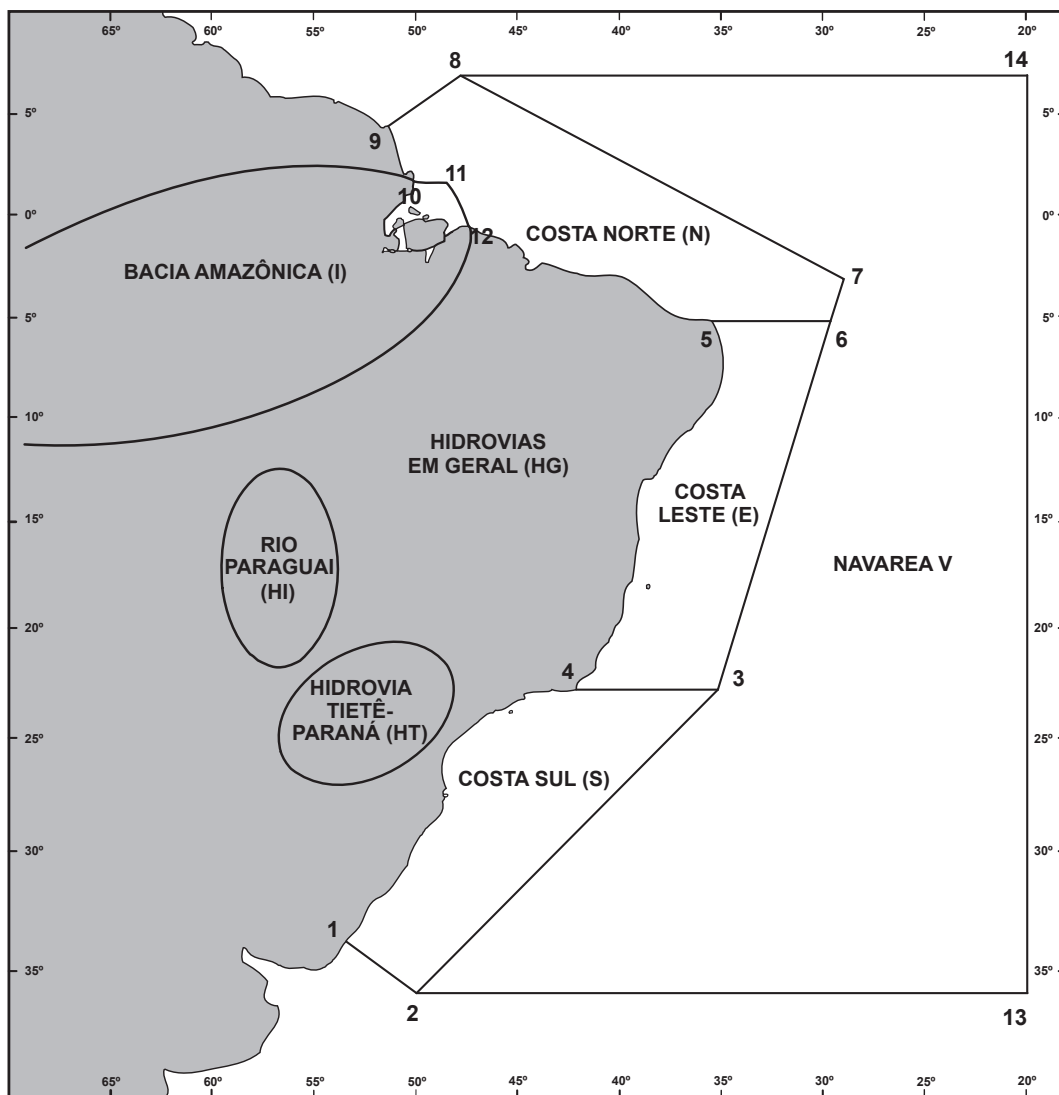 65º 60º 55º 50º 45º 40º 35º 30º 25º 20º
8 14
5º 5º
9
11
10
0º 0º
12
COSTA NORTE (N)
BACIA AMAZÔNICA (I)
7
5º 5º
5 6
10º 10º
HIDROVIAS
EM GERAL (HG)
COSTA
LESTE (E)
15º 15º
RIO
PARAGUAI
(HI)
NAVAREA V
20º 20º
4 3
HIDROVIA
TIETÊ-
PARANÁ (HT)
25º 25º
COSTA SUL (S)
30º 30º
1
35º 35º
2 13
65º 60º 55º 50º 45º 40º 35º 30º 25º 20º